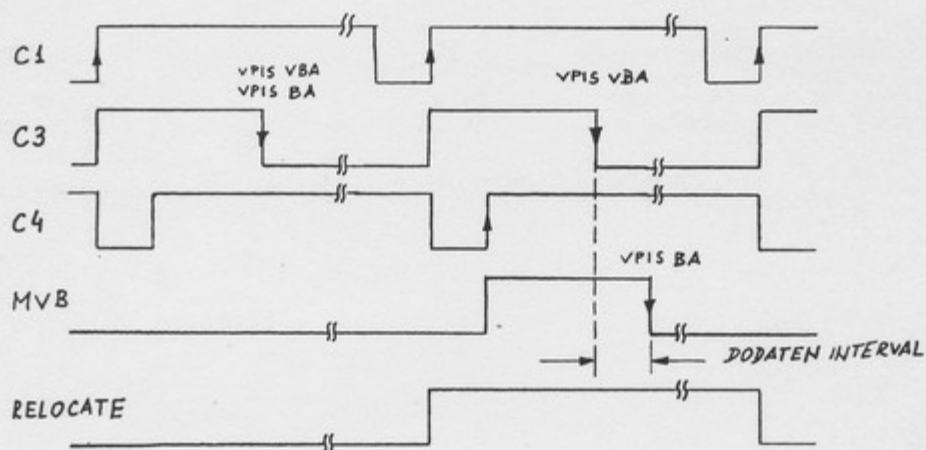 C1
VPIS VBA
VPIS BA
VPIS VBA
C3
C4
VPIS BA
MVB
DODATEN INTERVAL
RELOCATE